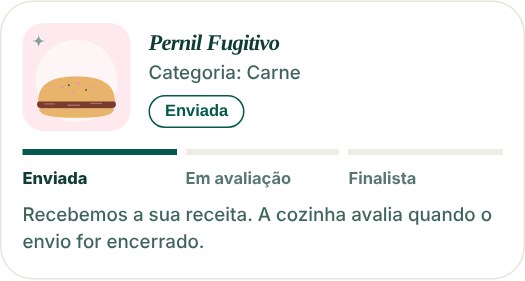 Pernil Fugitivo
Categoria: Carne
Enviada
Enviada
Em avaliação
Finalista
Recebemos a sua receita. A cozinha avalia quando o
envio for encerrado.